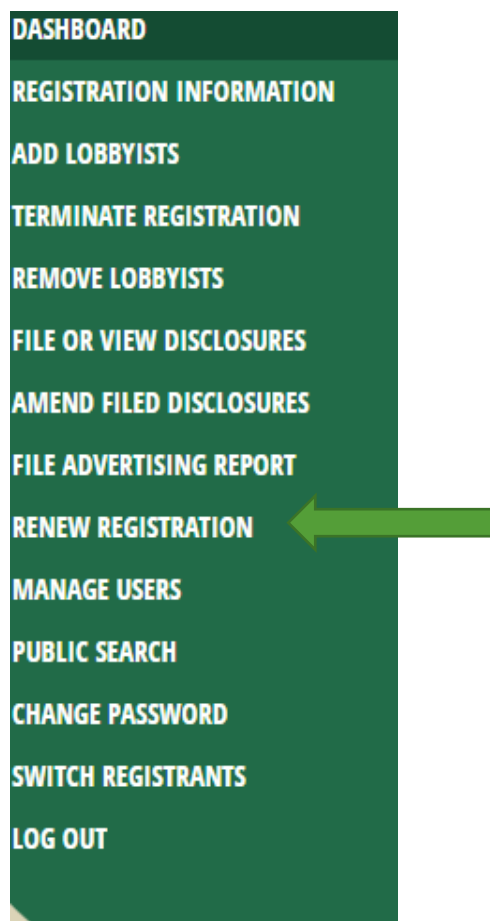 DASHBOARD
REGISTRATION INFORMATION
ADD LOBBYISTS
TERMINATE REGISTRATION
REMOVE LOBBYISTS
FILE OR VIEW DISCLOSURES
AMEND FILED DISCLOSURES
FILE ADVERTISING REPORT
RENEW REGISTRATION
MANAGE USERS
PUBLIC SEARCH
CHANGE PASSWORD
SWITCH REGISTRANTS
LOG OUT